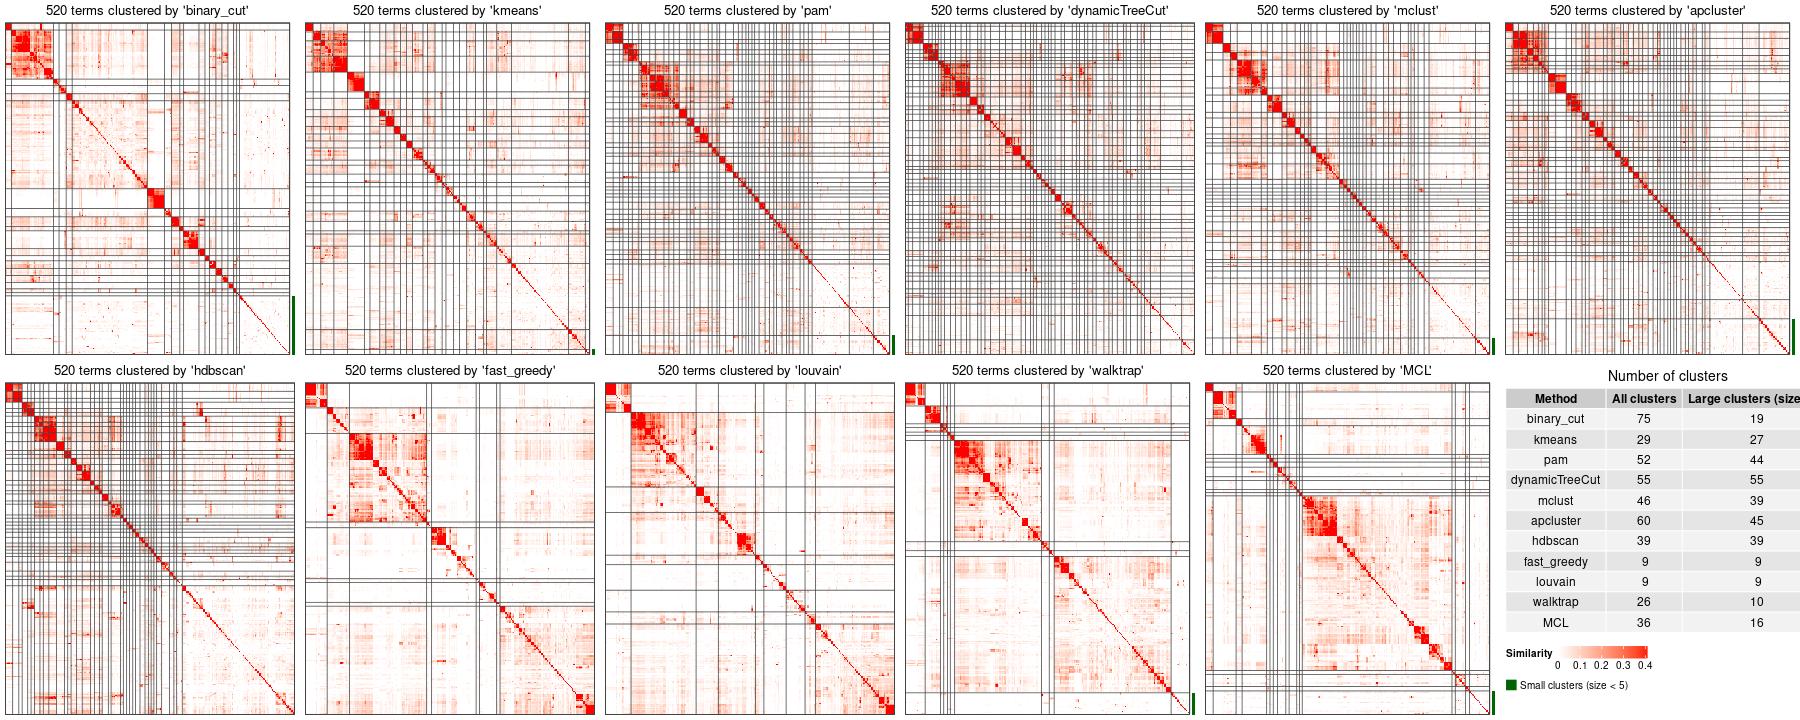 520 terms clustered by 'binary_cut'
520 terms clustered by 'kmeans'
520 terms clustered by 'pam'
520 terms clustered by 'dynamicTreeCut'
520 terms clustered by 'mclust'
520 terms clustered by 'apcluster'
520 terms clustered by 'hdbscan'
520 terms clustered by 'fast_greedy'
520 terms clustered by 'louvain'
520 terms clustered by 'walktrap'
520 terms clustered by 'MCL'
Number of clusters
Method All clusters Large clusters (size
binary_cut 75 19
kmeans 29 27
pam 52 44
dynamicTreeCut 55 55
mclust 46 39
apcluster 60 45
hdbscan 39 39
fast_greedy 9 9
louvain 9 9
walktrap 26 10
MCL 36 16
Similarity
0 0.1 0.2 0.3 0.4
Small clusters (size < 5)